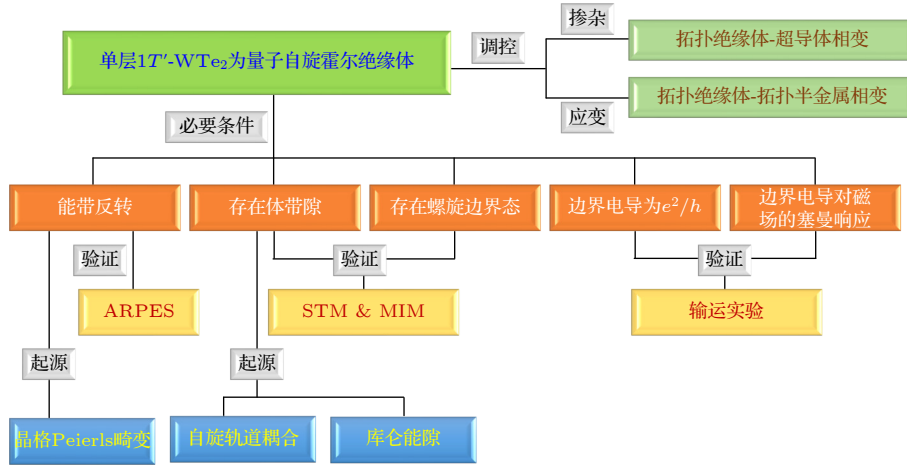 掺杂
单层1T′-WTe₂为量子自旋霍尔绝缘体
调控
拓扑绝缘体-超导体相变
拓扑绝缘体-拓扑半金属相变
应变
必要条件
能带反转
存在体带隙
存在螺旋边界态
边界电导为e²/h
边界电导对磁
场的塞曼响应
验证
验证
验证
ARPES
STM & MIM
输运实验
起源
起源
晶格Peierls畸变
自旋轨道耦合
库仑能隙